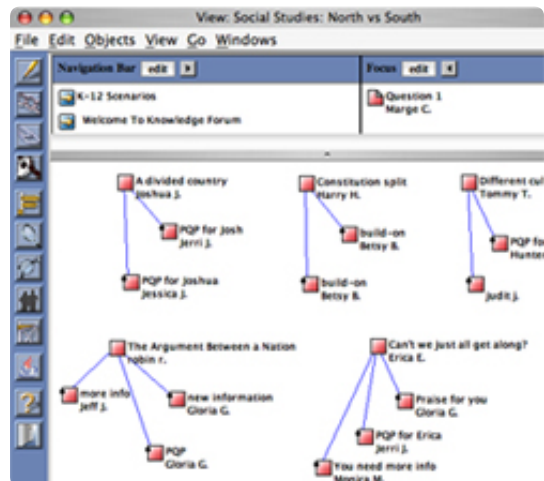 View: Social Studies: North vs South
File Edit Objects View Go Windows
Navigation Bar edit
Focus edit
K-12 Scenarios
Welcome To Knowledge Forum
Question 1
Marge C.
A divided country
Joshua J.
PQP for Josh
Jerri J.
PQP for Joshua
Jessica J.
Constitution split
Harry H.
build-on
Betsy B.
build-on
Betsy B.
Different cul
Tommy T.
PQP fo
Hunter
Judit J.
The Argument Between a Nation
robin r.
more info
Jeff J.
new information
Gloria G.
PQP
Gloria G.
Can't we just all get along?
Erica E.
Praise for you
Gloria G.
PQP for Erica
Jerri J.
You need more info
Monica M.